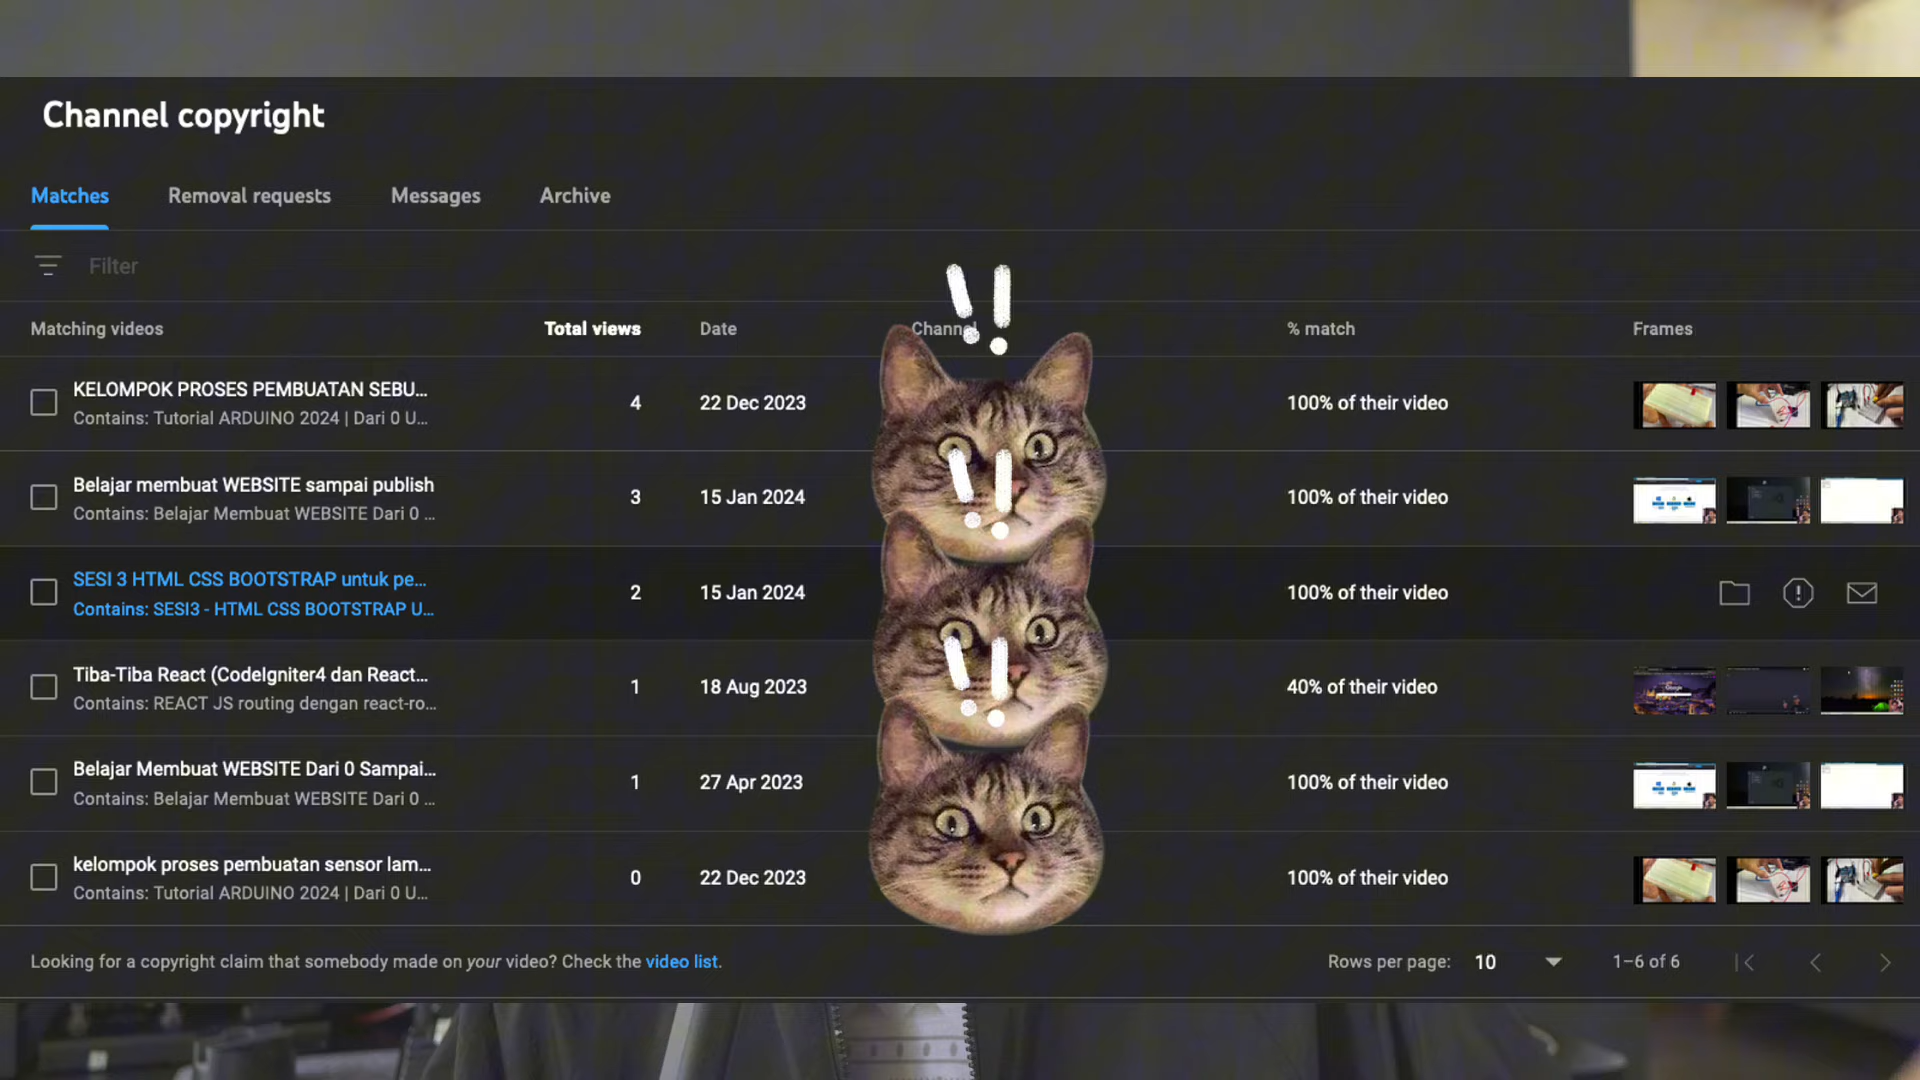 Channel copyright
Matches Removal requests Messages Archive
Filter
Matching videos Total views Date Channel % match Frames
KELOMPOK PROSES PEMBUATAN SEBU... 4 22 Dec 2023 100% of their video
Contains: Tutorial ARDUINO 2024 | Dari 0 U...
Belajar membuat WEBSITE sampai publish 3 15 Jan 2024 100% of their video
Contains: Belajar Membuat WEBSITE Dari 0 ...
SESI 3 HTML CSS BOOTSTRAP untuk pe... 2 15 Jan 2024 100% of their video
Contains: SESI3 - HTML CSS BOOTSTRAP U...
Tiba-Tiba React (CodeIgniter4 dan React... 1 18 Aug 2023 40% of their video
Contains: REACT JS routing dengan react-ro...
Belajar Membuat WEBSITE Dari 0 Sampai... 1 27 Apr 2023 100% of their video
Contains: Belajar Membuat WEBSITE Dari 0 ...
kelompok proses pembuatan sensor lam... 0 22 Dec 2023 100% of their video
Contains: Tutorial ARDUINO 2024 | Dari 0 U...
Looking for a copyright claim that somebody made on your video? Check the video list. Rows per page: 10 1–6 of 6